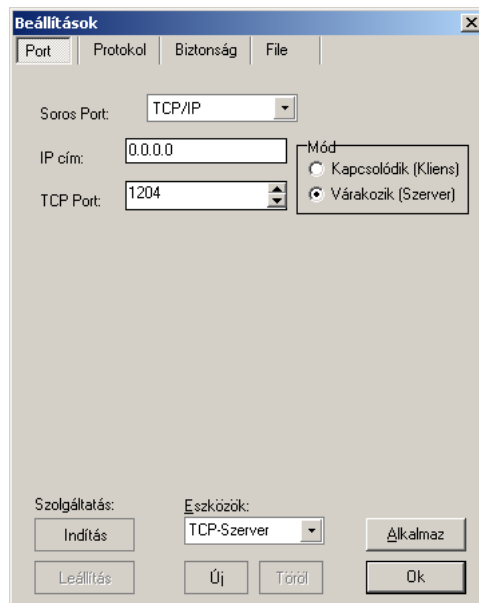 Beállítások
Port Protokol Biztonság File
Soros Port: TCP/IP
IP cím: 0.0.0.0
Mód
Kapcsolódik (Kliens)
TCP Port: 1204
Várakozik (Szerver)
Szolgáltatás: Eszközök:
Indítás TCP-Szerver Alkalmaz
Leállítás Új Töröl Ok